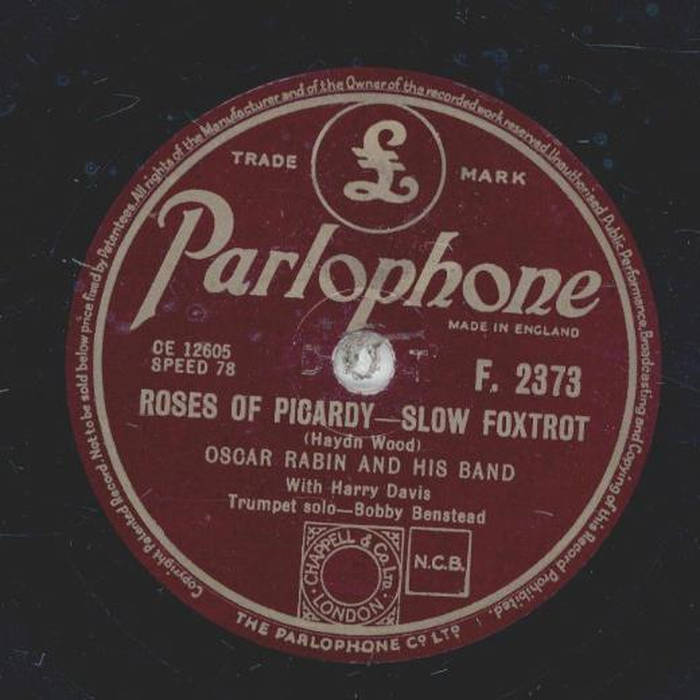 Copyright Patented Record Not to be sold below price fixed by Patentees. All rights of the Manufacturer and of the Owner of the recorded work reserved. Unauthorised Public Performance, Broadcasting and Copying of this Record Prohibited.
£
TRADE MARK
Parlophone
MADE IN ENGLAND
CE 12605
SPEED 78
F. 2373
ROSES OF PICARDY—SLOW FOXTROT
(Haydn Wood)
OSCAR RABIN AND HIS BAND
With Harry Davis
Trumpet solo—Bobby Benstead
CHAPPELL & Co. Ltd.
LONDON
N.C.B.
THE PARLOPHONE Co LTD